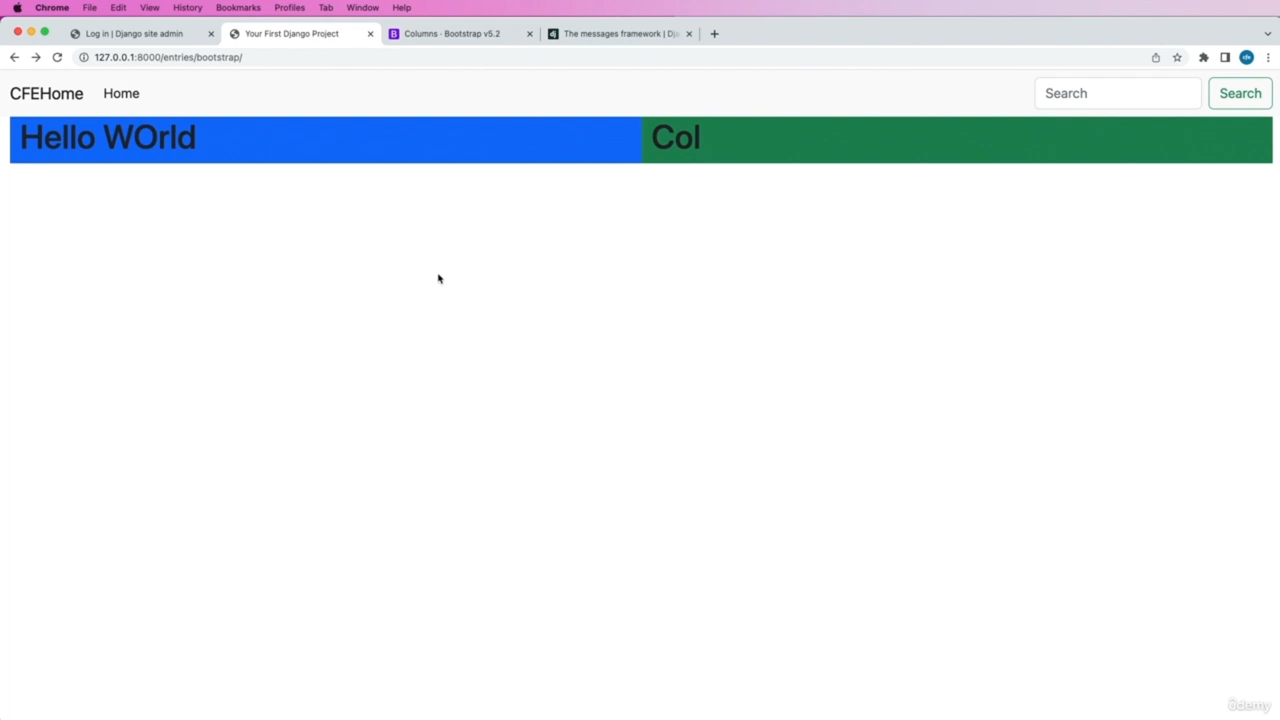 Chrome File Edit View History Bookmarks Profiles Tab Window Help
Log in | Django site admin Your First Django Project Columns · Bootstrap v5.2 The messages framework | Dja
127.0.0.1:8000/entries/bootstrap/
CFEHome Home Search Search
Hello WOrld Col
ûdemy